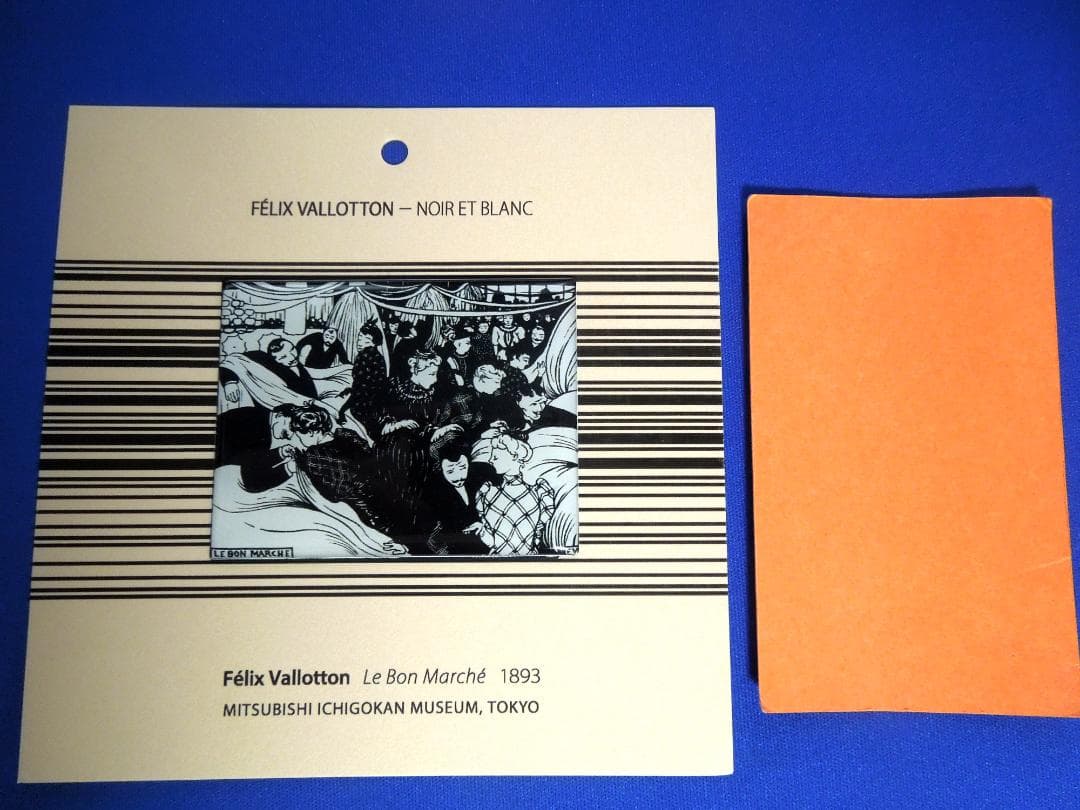 FÉLIX VALLOTTON – NOIR ET BLANC
LE BON MARCHÉ
Félix Vallotton Le Bon Marché 1893
MITSUBISHI ICHIGOKAN MUSEUM, TOKYO